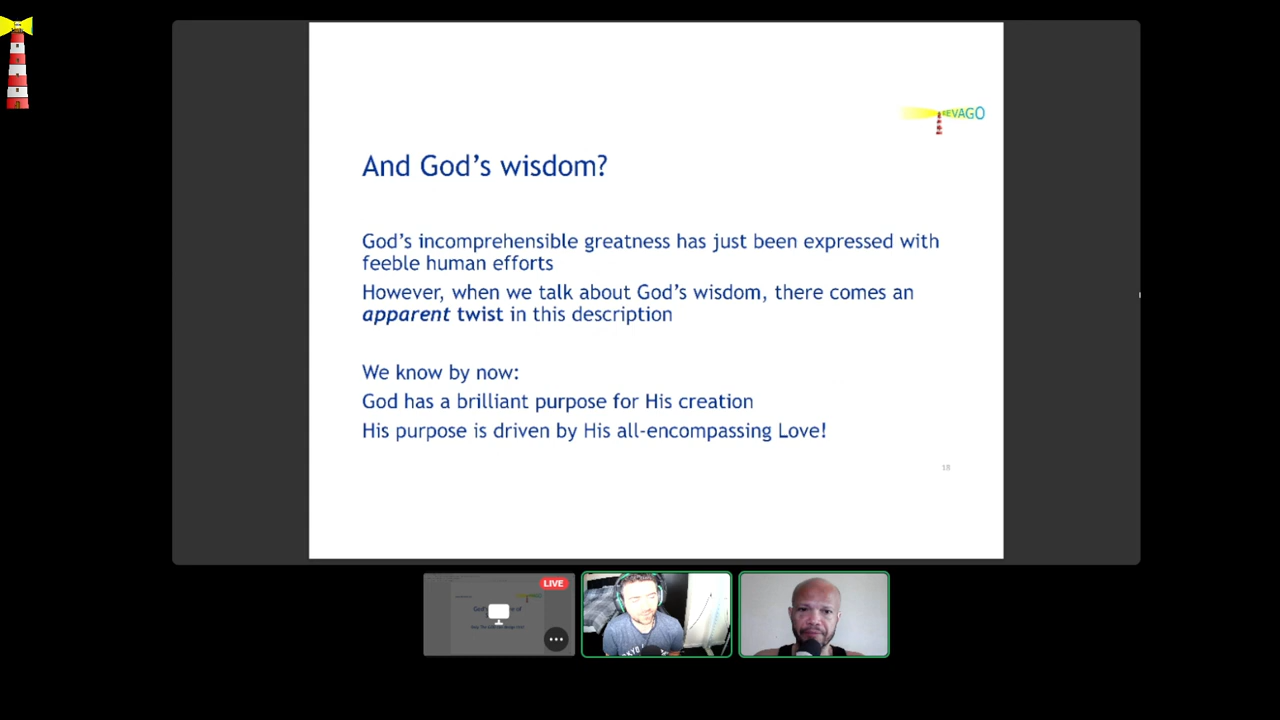 EVAGO
And God's wisdom?
God's incomprehensible greatness has just been expressed with
feeble human efforts
However, when we talk about God's wisdom, there comes an
apparent twist in this description
We know by now:
God has a brilliant purpose for His creation
His purpose is driven by His all-encompassing Love!
18
LIVE